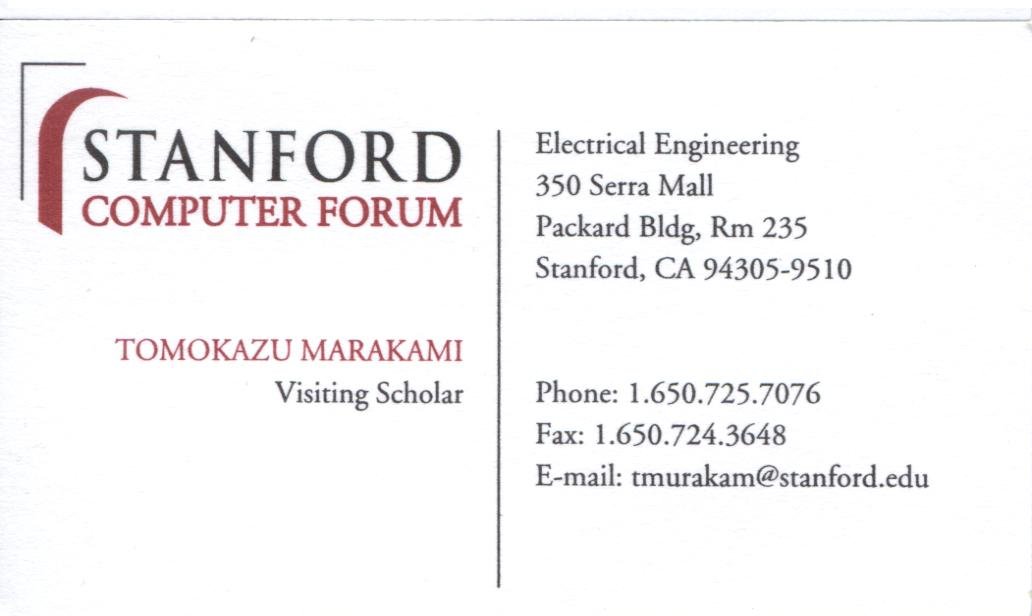 STANFORD
COMPUTER FORUM
TOMOKAZU MARAKAMI
Visiting Scholar
Electrical Engineering
350 Serra Mall
Packard Bldg, Rm 235
Stanford, CA 94305-9510
Phone: 1.650.725.7076
Fax: 1.650.724.3648
E-mail: tmurakam@stanford.edu